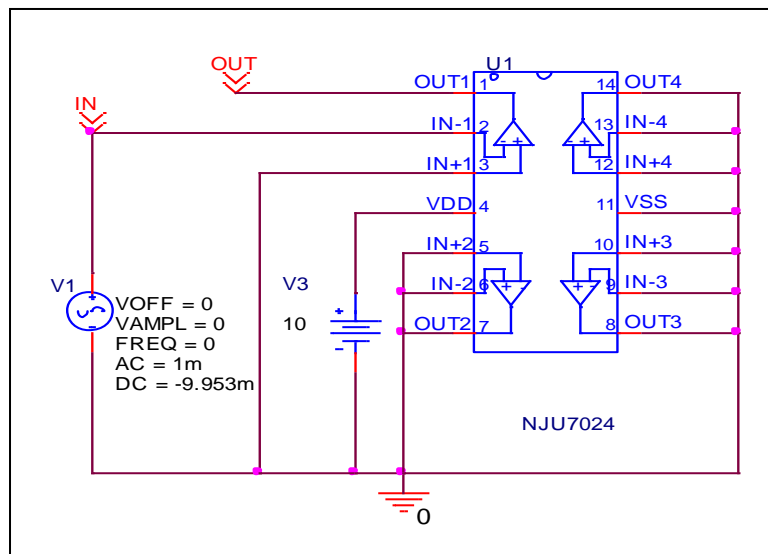 U1
OUT
OUT1 1 14 OUT4
IN
IN-1 2 13 IN-4
IN+1 3 12 IN+4
VDD 4 11 VSS
IN+2 5 10 IN+3
V1
V3
IN-2 6 9 IN-3
VOFF = 0
VAMPL = 0
FREQ = 0
AC = 1m
DC = -9.953m
10
OUT2 7 8 OUT3
NJU7024
0